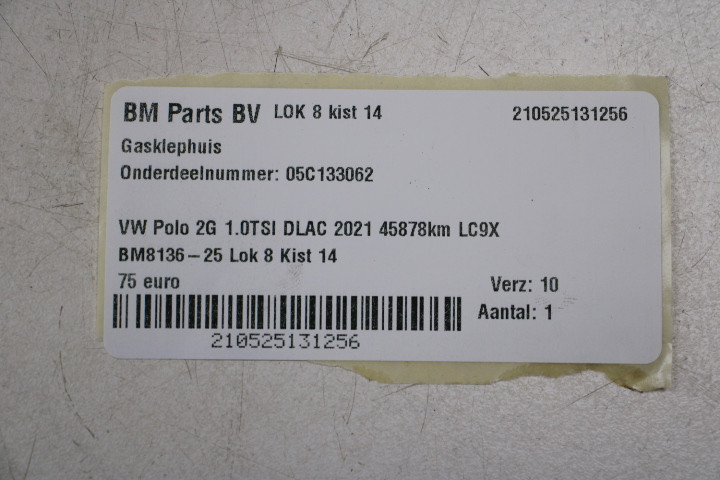 BM Parts BV LOK 8 kist 14 210525131256
Gasklephuis
Onderdeelnummer: 05C133062
VW Polo 2G 1.0TSI DLAC 2021 45878km LC9X
BM8136-25 Lok 8 Kist 14
75 euro Verz: 10
Aantal: 1
210525131256